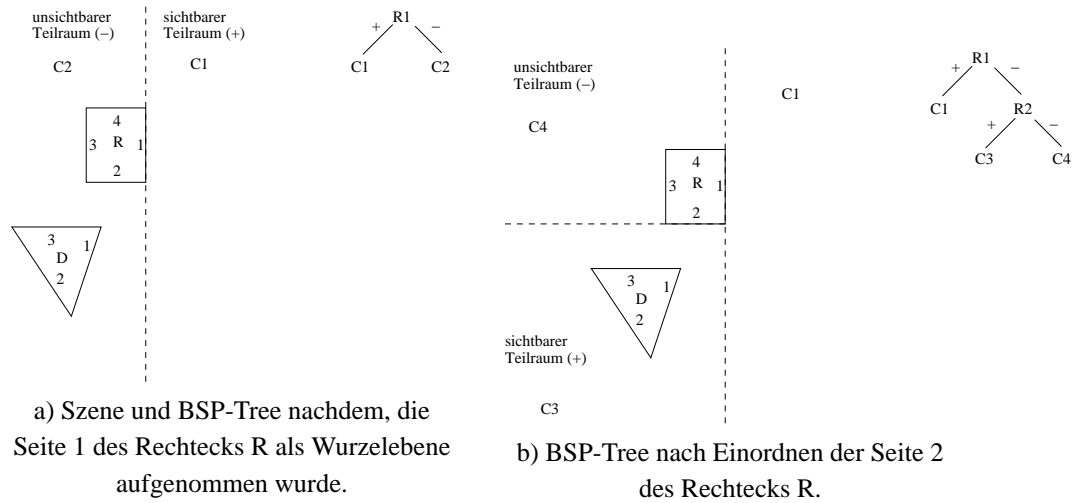 unsichtbarer
Teilraum (−)
sichtbarer
Teilraum (+)
C2
C1
R1
+
−
C1
C2
4
3
R
1
2
3
1
D
2
a) Szene und BSP-Tree nachdem, die
Seite 1 des Rechtecks R als Wurzelebene
aufgenommen wurde.
unsichtbarer
Teilraum (−)
C4
C1
R1
+
−
C1
R2
+
−
C3
C4
4
3
R
1
2
3
1
D
2
sichtbarer
Teilraum (+)
C3
b) BSP-Tree nach Einordnen der Seite 2
des Rechtecks R.